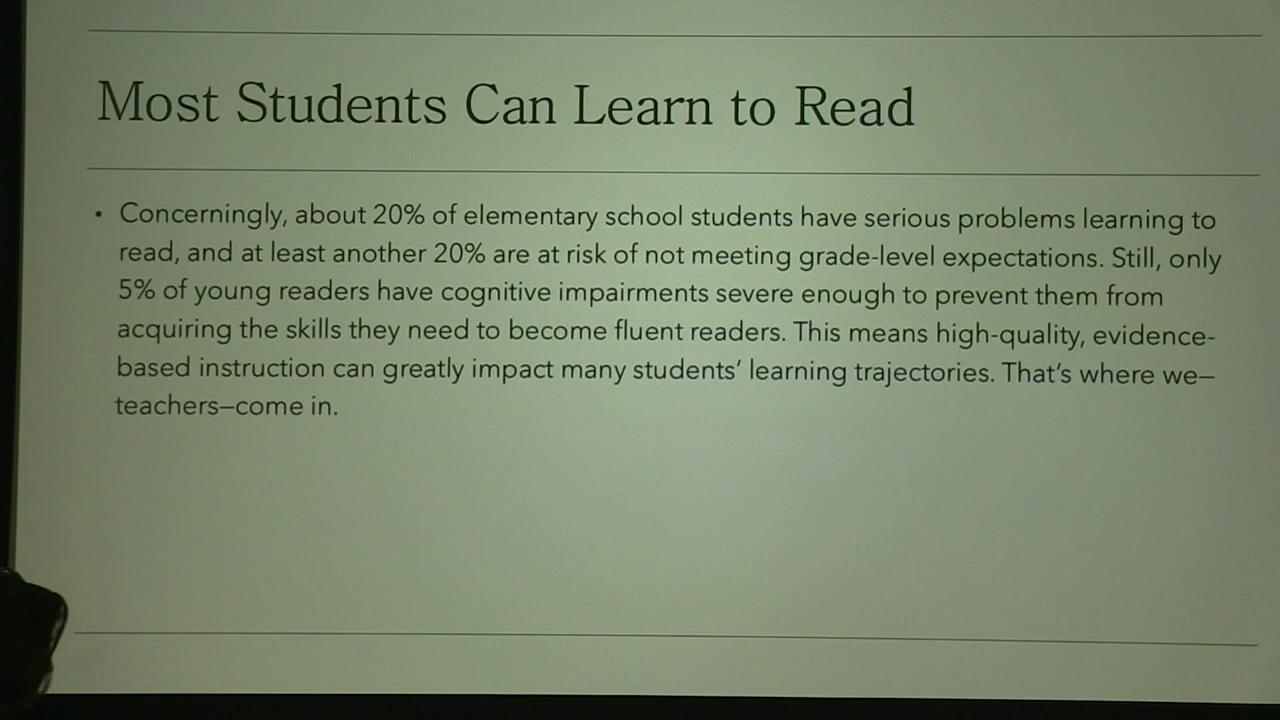 Most Students Can Learn to Read
• Concerningly, about 20% of elementary school students have serious problems learning to
read, and at least another 20% are at risk of not meeting grade-level expectations. Still, only
5% of young readers have cognitive impairments severe enough to prevent them from
acquiring the skills they need to become fluent readers. This means high-quality, evidence-
based instruction can greatly impact many students’ learning trajectories. That’s where we—
teachers—come in.